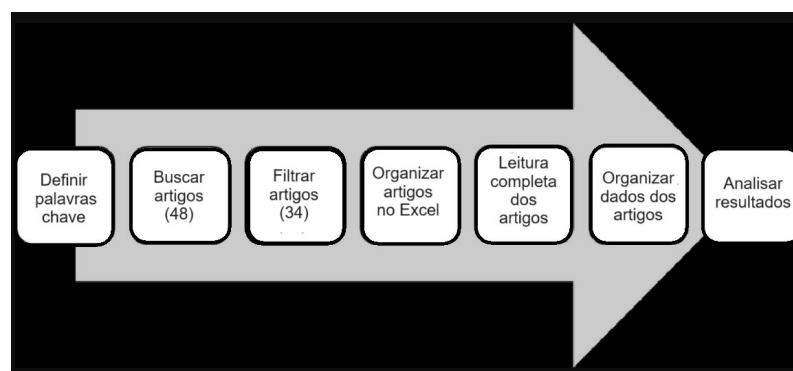 Definir
palavras
chave
Buscar
artigos
(48)
Filtrar
artigos
(34)
Organizar
artigos
no Excel
Leitura
completa
dos
artigos
Organizar
dados dos
artigos
Analisar
resultados